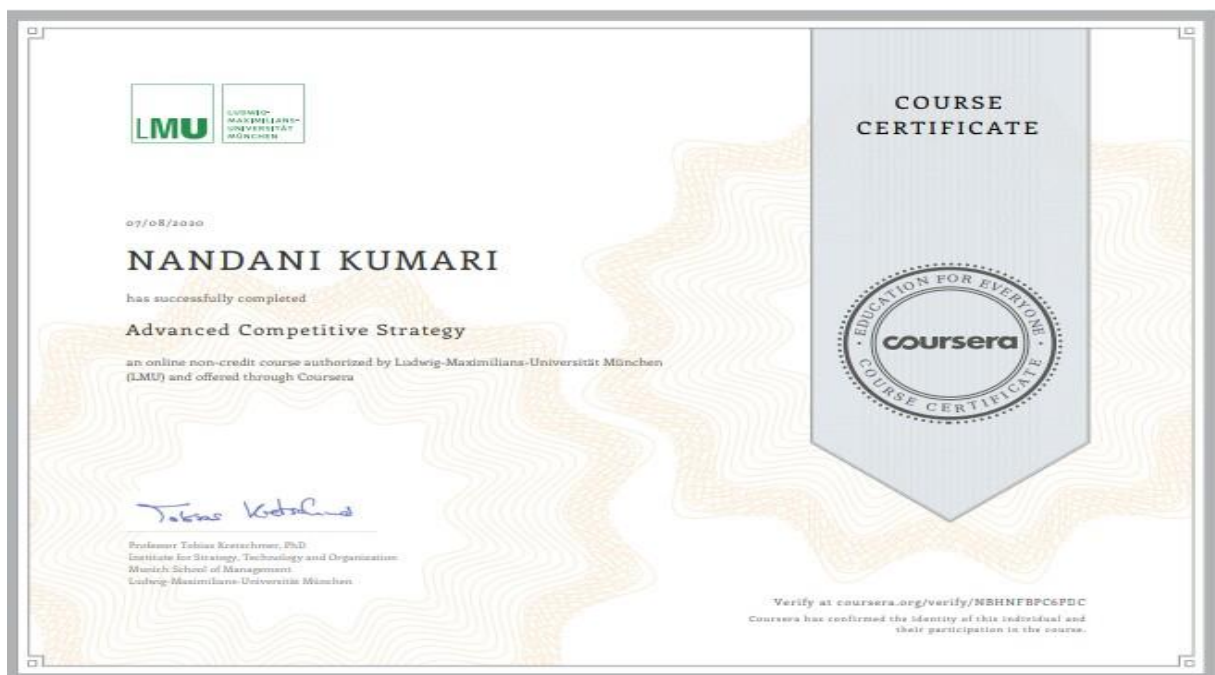 LMU
LUDWIG-
MAXIMILIANS-
UNIVERSITÄT
MÜNCHEN
07/08/2020
NANDANI KUMARI
has successfully completed
Advanced Competitive Strategy
an online non-credit course authorized by Ludwig-Maximilians-Universität München
(LMU) and offered through Coursera
Professor Tobias Kretschmer, PhD
Institute for Strategy, Technology and Organization
Munich School of Management
Ludwig-Maximilians-Universität München
COURSE
CERTIFICATE
EDUCATION FOR EVERYONE
coursera
COURSE CERTIFICATE
Verify at coursera.org/verify/NBHNFBPC6PDC
Coursera has confirmed the identity of this individual and
their participation in the course.